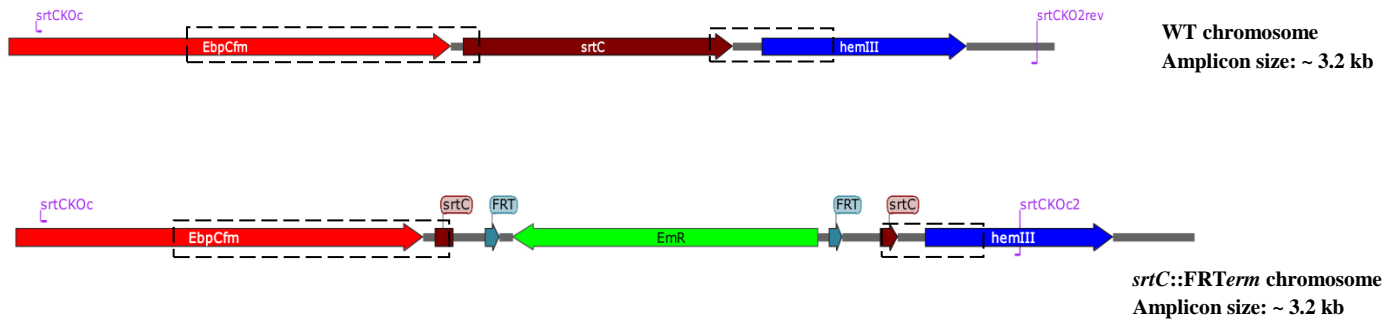 srtCKOc
srtCKO2rev
EbpCfm
srtC
hemIII
WT chromosome
Amplicon size: ~ 3.2 kb
srtCKOc
srtC
FRT
FRT
srtC
srtCKOc2
EbpCfm
EmR
hemIII
srtC::FRTerm chromosome
Amplicon size: ~ 3.2 kb